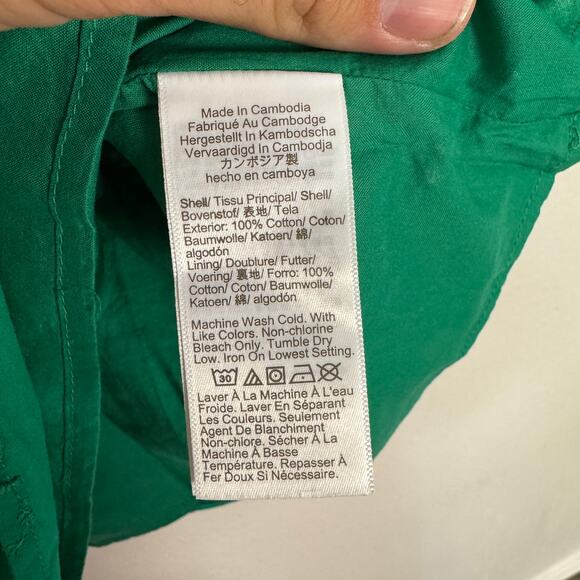 Made In Cambodia
Fabriqué Au Cambodge
Hergestellt In Kambodscha
Vervaardigd In Cambodja
カンボジア製
hecho en camboya
Shell/ Tissu Principal/ Shell/
Bovenstof/ 表地/ Tela
Exterior: 100% Cotton/ Coton/
Baumwolle/ Katoen/ 綿/
algodón
Lining/ Doublure/ Futter/
Voering/ 裏地/ Forro: 100%
Cotton/ Coton/ Baumwolle/
Katoen/ 綿/ algodón
Machine Wash Cold. With
Like Colors. Non-chlorine
Bleach Only. Tumble Dry
Low. Iron On Lowest Setting.
30
Laver À La Machine À L'eau
Froide. Laver En Séparant
Les Couleurs. Seulement
Agent De Blanchiment
Non-chlore. Sécher À La
Machine À Basse
Température. Repasser À
Fer Doux Si Nécessaire.